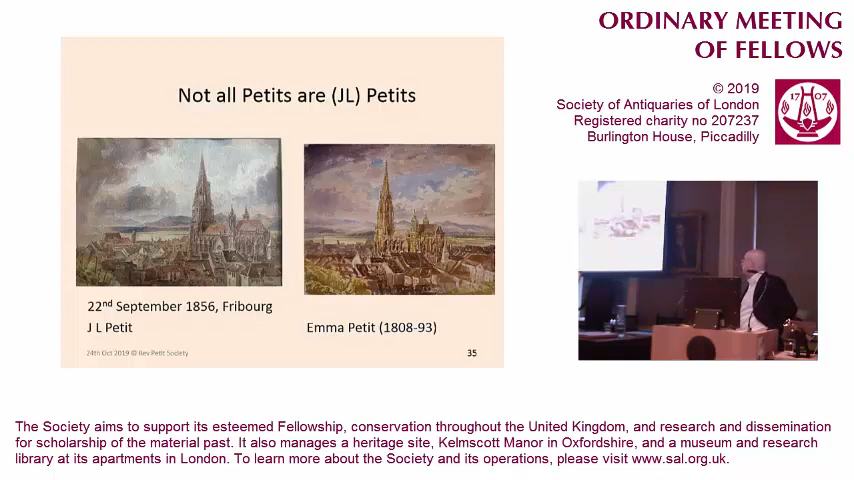 ORDINARY MEETING
OF FELLOWS
© 2019
Society of Antiquaries of London
Registered charity no 207237
Burlington House, Piccadilly
1707
Not all Petits are (JL) Petits
22nd September 1856, Fribourg
J L Petit
Emma Petit (1808-93)
24th Oct 2019 © Rev Petit Society
35
The Society aims to support its esteemed Fellowship, conservation throughout the United Kingdom, and research and dissemination
for scholarship of the material past. It also manages a heritage site, Kelmscott Manor in Oxfordshire, and a museum and research
library at its apartments in London. To learn more about the Society and its operations, please visit www.sal.org.uk.